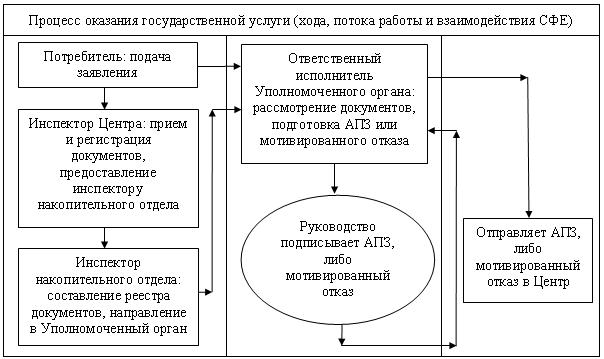 Процесс оказания государственной услуги (хода, потока работы и взаимодействия СФЕ)
Потребитель: подача
заявления
Инспектор Центра: прием
и регистрация
документов,
предоставление
инспектору
накопительного отдела
Инспектор
накопительного отдела:
составление реестра
документов, направление
в Уполномоченный орган
Ответственный
исполнитель
Уполномоченного органа:
рассмотрение документов,
подготовка АПЗ или
мотивированного отказа
Руководство
подписывает АПЗ,
либо
мотивированный
отказ
Отправляет АПЗ,
либо
мотивированный
отказ в Центр